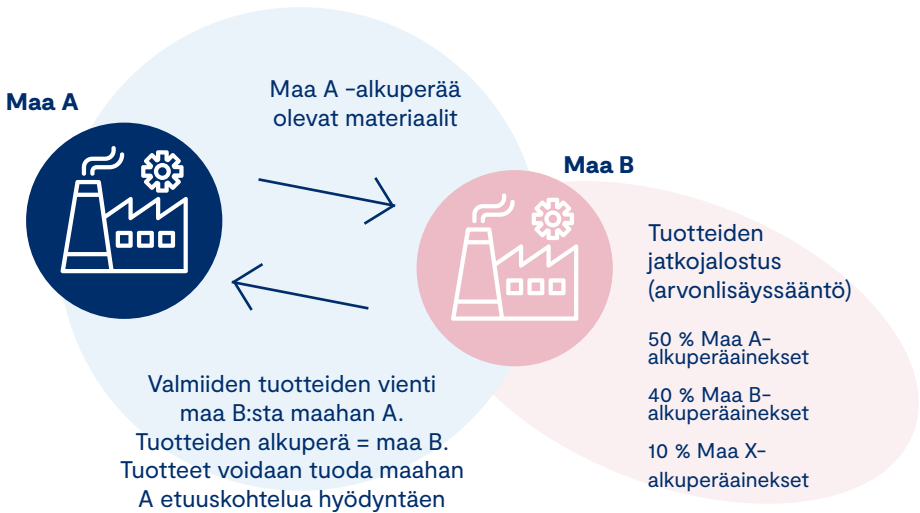 Maa A
Maa A -alkuperää
olevat materiaalit
Maa B
Tuotteiden
jatkojalostus
(arvonlisäyssääntö)
50 % Maa A-
alkuperäainekset
40 % Maa B-
alkuperäainekset
10 % Maa X-
alkuperäainekset
Valmiiden tuotteiden vienti
maa B:sta maahan A.
Tuotteiden alkuperä = maa B.
Tuotteet voidaan tuoda maahan
A etuuskohtelua hyödyntäen